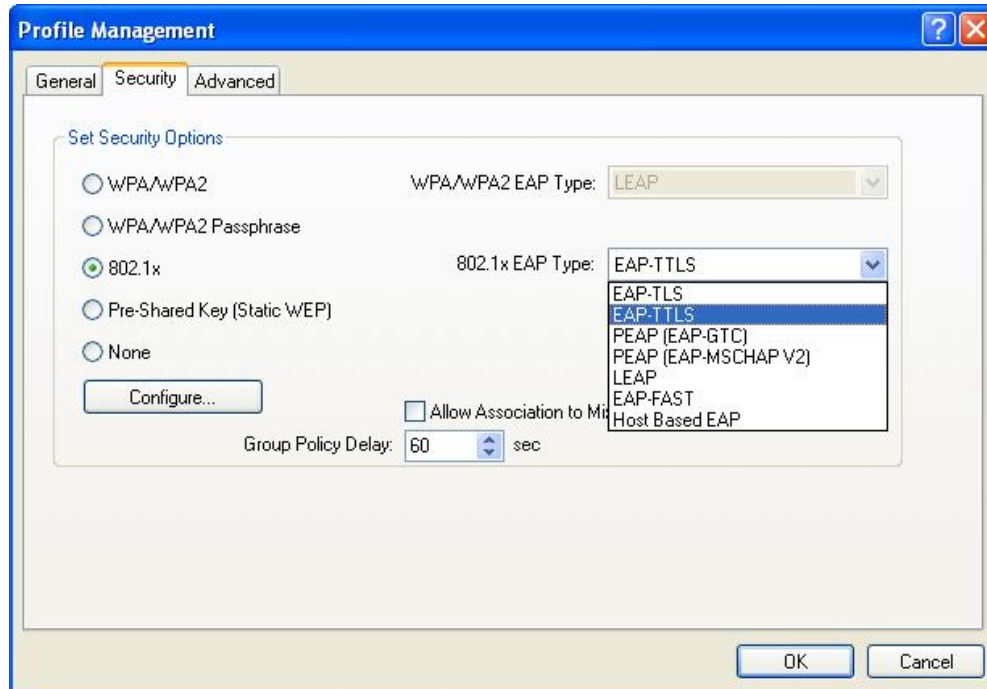 Profile Management
General Security Advanced
Set Security Options
WPA/WPA2 WPA/WPA2 EAP Type: LEAP
WPA/WPA2 Passphrase
802.1x 802.1x EAP Type: EAP-TTLS
EAP-TLS
EAP-TTLS
Pre-Shared Key (Static WEP)
PEAP (EAP-GTC)
PEAP (EAP-MSCHAP V2)
None
LEAP
EAP-FAST
Configure...
Allow Association to
Host Based EAP
Group Policy Delay: 60 sec
OK Cancel